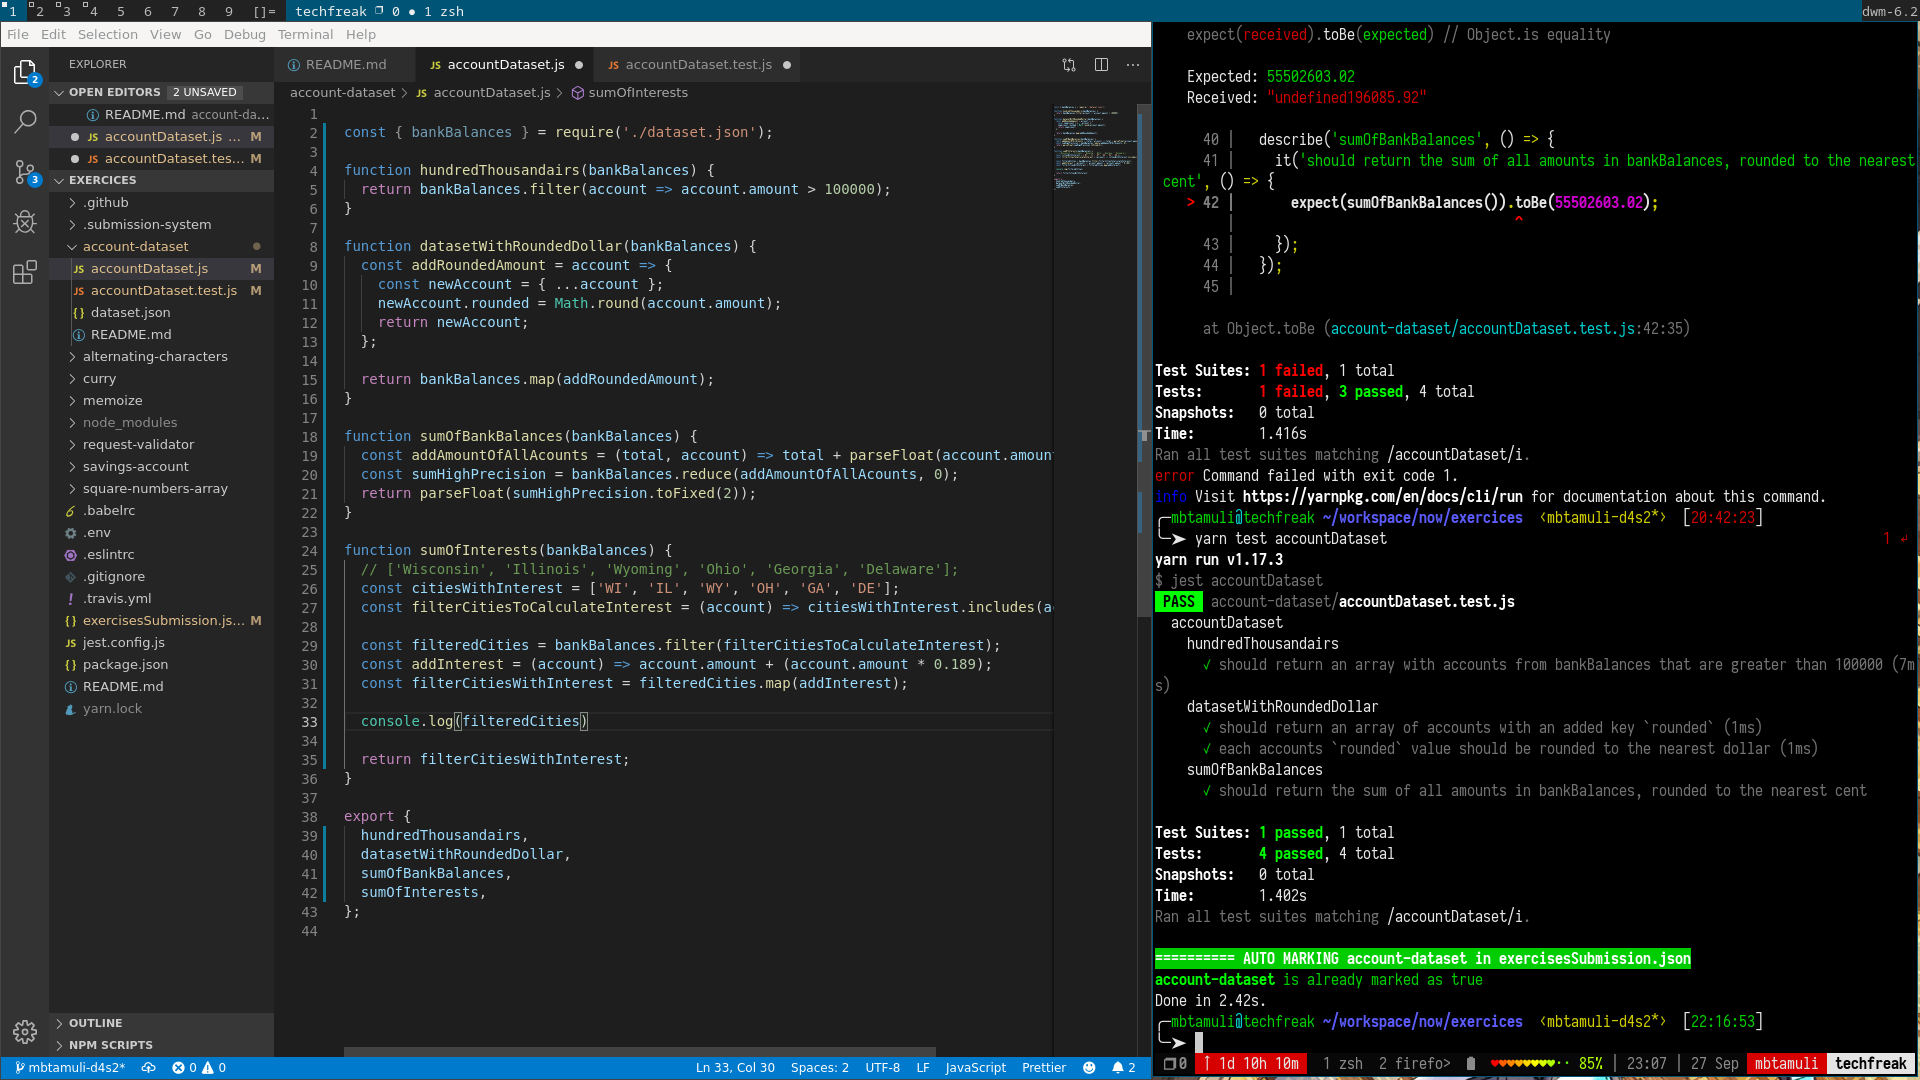 1 2 3 4 5 6 7 8 9 []= techfreak 0 ● 1 zsh dwm-6.2
File Edit Selection View Go Debug Terminal Help
EXPLORER
OPEN EDITORS 2 UNSAVED
README.md account-da...
accountDataset.js ... M
accountDataset.tes... M
EXERCICES
.github
.submission-system
account-dataset
accountDataset.js M
accountDataset.test.js M
dataset.json
README.md
alternating-characters
curry
memoize
node_modules
request-validator
savings-account
square-numbers-array
.babelrc
.env
.eslintrc
.gitignore
.travis.yml
exercisesSubmission.js... M
jest.config.js
package.json
README.md
yarn.lock
OUTLINE
NPM SCRIPTS
2
3
README.md
JS accountDataset.js ●
JS accountDataset.test.js ●
account-dataset > JS accountDataset.js > sumOfInterests
1
2 const { bankBalances } = require('./dataset.json');
3
4 function hundredThousandairs(bankBalances) {
5 return bankBalances.filter(account => account.amount > 100000);
6 }
7
8 function datasetWithRoundedDollar(bankBalances) {
9 const addRoundedAmount = account => {
10 const newAccount = { ...account };
11 newAccount.rounded = Math.round(account.amount);
12 return newAccount;
13 };
14
15 return bankBalances.map(addRoundedAmount);
16 }
17
18 function sumOfBankBalances(bankBalances) {
19 const addAmountOfAllAcounts = (total, account) => total + parseFloat(account.amoun
20 const sumHighPrecision = bankBalances.reduce(addAmountOfAllAcounts, 0);
21 return parseFloat(sumHighPrecision.toFixed(2));
22 }
23
24 function sumOfInterests(bankBalances) {
25 // ['Wisconsin', 'Illinois', 'Wyoming', 'Ohio', 'Georgia', 'Delaware'];
26 const citiesWithInterest = ['WI', 'IL', 'WY', 'OH', 'GA', 'DE'];
27 const filterCitiesToCalculateInterest = (account) => citiesWithInterest.includes(a
28
29 const filteredCities = bankBalances.filter(filterCitiesToCalculateInterest);
30 const addInterest = (account) => account.amount + (account.amount * 0.189);
31 const filterCitiesWithInterest = filteredCities.map(addInterest);
32
33 console.log(filteredCities)
34
35 return filterCitiesWithInterest;
36 }
37
38 export {
39 hundredThousandairs,
40 datasetWithRoundedDollar,
41 sumOfBankBalances,
42 sumOfInterests,
43 };
44
mbtamuli-d4s2* 0 0 Ln 33, Col 30 Spaces: 2 UTF-8 LF JavaScript Prettier 2
expect(received).toBe(expected) // Object.is equality
Expected: 55502603.02
Received: "undefined196085.92"
40 | describe('sumOfBankBalances', () => {
41 | it('should return the sum of all amounts in bankBalances, rounded to the nearest
cent', () => {
> 42 | expect(sumOfBankBalances()).toBe(55502603.02);
| ^
43 | });
44 | });
45 |
at Object.toBe (account-dataset/accountDataset.test.js:42:35)
Test Suites: 1 failed, 1 total
Tests: 1 failed, 3 passed, 4 total
Snapshots: 0 total
Time: 1.416s
Ran all test suites matching /accountDataset/i.
error Command failed with exit code 1.
info Visit https://yarnpkg.com/en/docs/cli/run for documentation about this command.
mbtamuli@techfreak ~/workspace/now/exercices ‹mbtamuli-d4s2*› [20:42:23]
yarn test accountDataset 1 ↵
yarn run v1.17.3
$ jest accountDataset
PASS account-dataset/accountDataset.test.js
accountDataset
hundredThousandairs
✓ should return an array with accounts from bankBalances that are greater than 100000 (7m
s)
datasetWithRoundedDollar
✓ should return an array of accounts with an added key `rounded` (1ms)
✓ each accounts `rounded` value should be rounded to the nearest dollar (1ms)
sumOfBankBalances
✓ should return the sum of all amounts in bankBalances, rounded to the nearest cent
Test Suites: 1 passed, 1 total
Tests: 4 passed, 4 total
Snapshots: 0 total
Time: 1.402s
Ran all test suites matching /accountDataset/i.
========== AUTO MARKING account-dataset in exercisesSubmission.json
account-dataset is already marked as true
Done in 2.42s.
mbtamuli@techfreak ~/workspace/now/exercices ‹mbtamuli-d4s2*› [22:16:53]
0 ↑ 1d 10h 10m 1 zsh 2 firefo> ♥♥♥♥♥♥♥♥·· 85% | 23:07 | 27 Sep mbtamuli techfreak